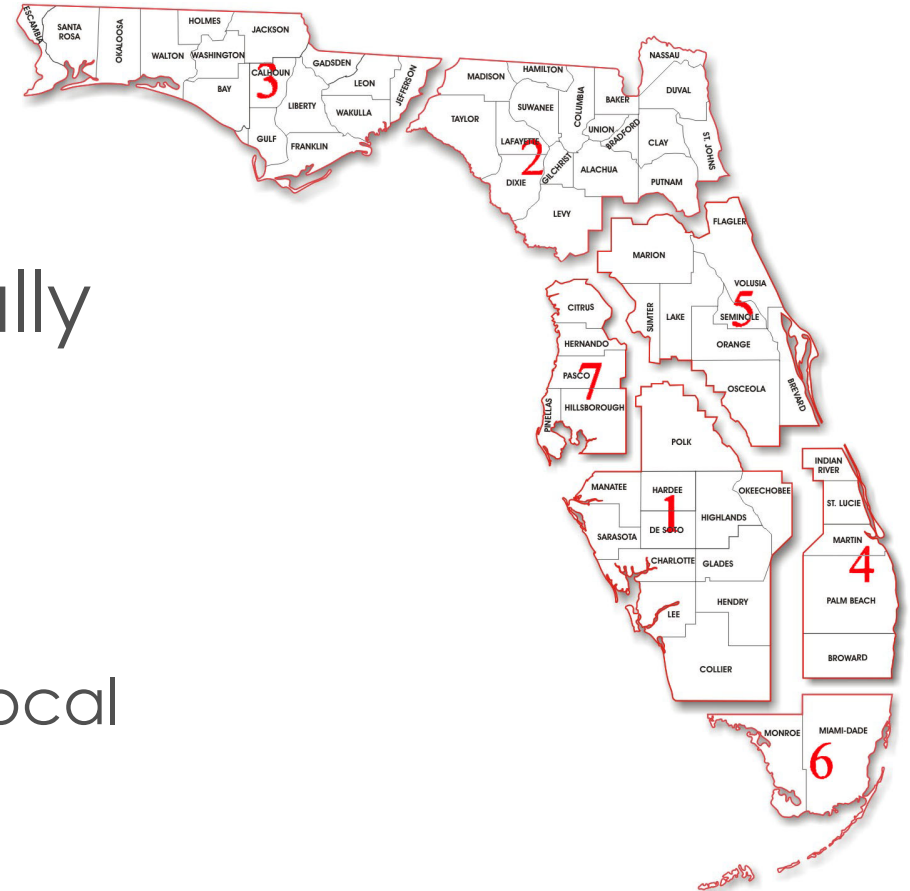 ally
ocal
ESCAMBIA
SANTA
ROSA
OKALOOSA
WALTON
HOLMES
WASHINGTON
JACKSON
BAY
CALHOUN
3
GULF
GADSDEN
LIBERTY
FRANKLIN
LEON
WAKULLA
JEFFERSON
MADISON
TAYLOR
HAMILTON
SUWANEE
LAFAYETTE
2
DIXIE
GILCHRIST
LEVY
COLUMBIA
BAKER
UNION
BRADFORD
ALACHUA
NASSAU
DUVAL
CLAY
ST. JOHNS
PUTNAM
MARION
SUMTER
LAKE
FLAGLER
VOLUSIA
5
SEMINOLE
ORANGE
OSCEOLA
BREVARD
CITRUS
HERNANDO
PASCO
7
PINELLAS
HILLSBOROUGH
POLK
MANATEE
HARDEE
OKEECHOBEE
1
SARASOTA
DE SOTO
HIGHLANDS
CHARLOTTE
GLADES
LEE
HENDRY
COLLIER
INDIAN
RIVER
ST. LUCIE
MARTIN
4
PALM BEACH
BROWARD
MONROE
MIAMI-DADE
6